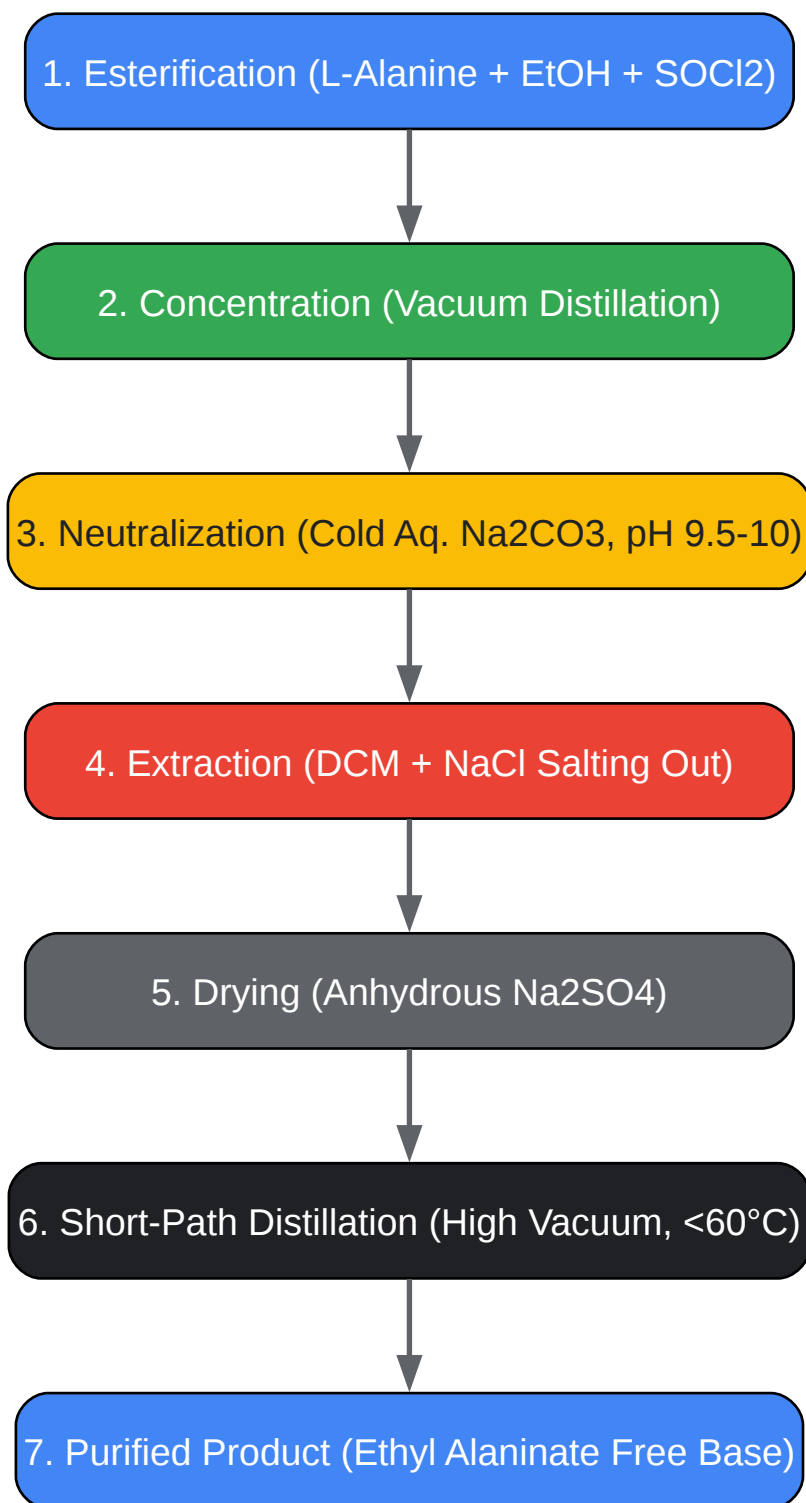 1. Esterification (L-Alanine + EtOH + SOCl2)
2. Concentration (Vacuum Distillation)
3. Neutralization (Cold Aq. Na2CO3, pH 9.5-10)
4. Extraction (DCM + NaCl Salting Out)
5. Drying (Anhydrous Na2SO4)
6. Short-Path Distillation (High Vacuum, <60°C)
7. Purified Product (Ethyl Alaninate Free Base)